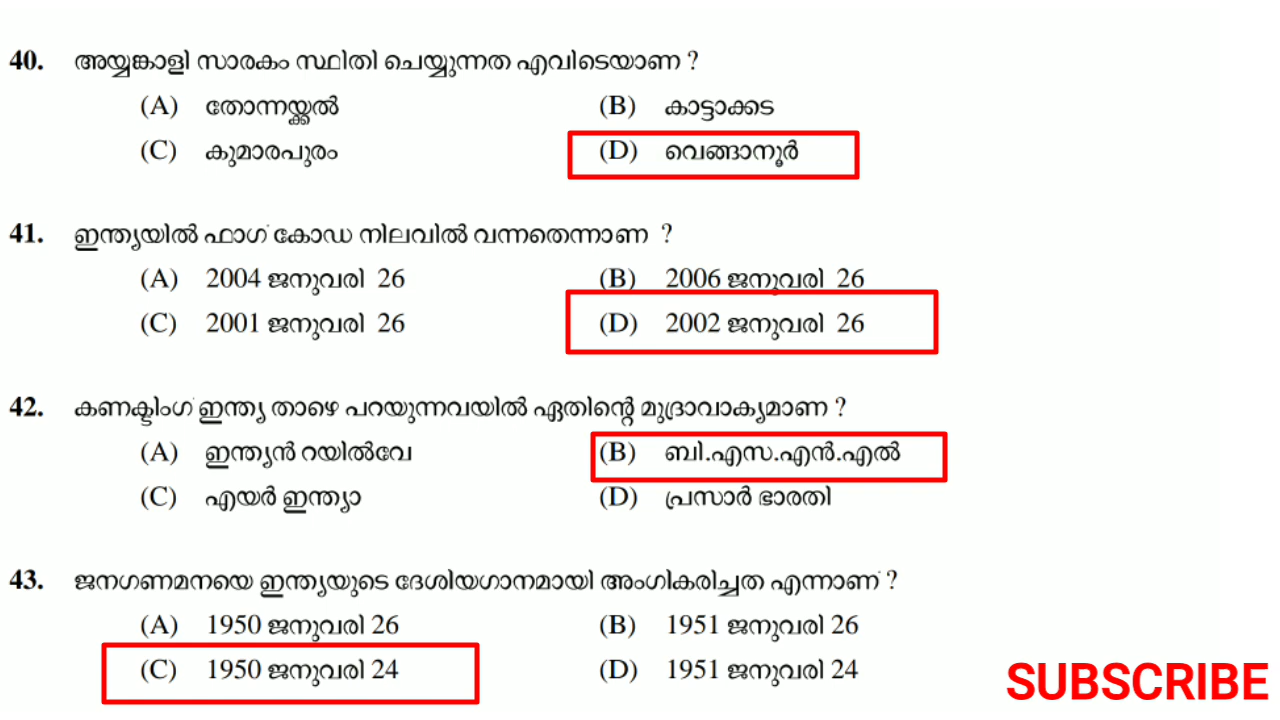 40. അയ്യങ്കാളി സാരകം സ്ഥിതി ചെയ്യുന്നത എവിടെയാണ ?
(A) തോന്നയ്ക്കൽ (B) കാട്ടാക്കട
(C) കുമാരപുരം (D) വെങ്ങാനൂർ
41. ഇന്ത്യയിൽ ഫാഗ് കോഡ നിലവിൽ വന്നതെന്നാണ ?
(A) 2004 ജനുവരി 26 (B) 2006 ജനുവരി 26
(C) 2001 ജനുവരി 26 (D) 2002 ജനുവരി 26
42. കണക്ടിംഗ് ഇന്ത്യ താഴെ പറയുന്നവയിൽ ഏതിന്റെ മുദ്രാവാക്യമാണ ?
(A) ഇന്ത്യൻ റയിൽവേ (B) ബി.എസ.എൻ.എൽ
(C) എയർ ഇന്ത്യാ (D) പ്രസാർ ഭാരതി
43. ജനഗണമനയെ ഇന്ത്യയുടെ ദേശിയഗാനമായി അംഗികരിച്ചത എന്നാണ് ?
(A) 1950 ജനുവരി 26 (B) 1951 ജനുവരി 26
(C) 1950 ജനുവരി 24 (D) 1951 ജനുവരി 24
SUBSCRIBE